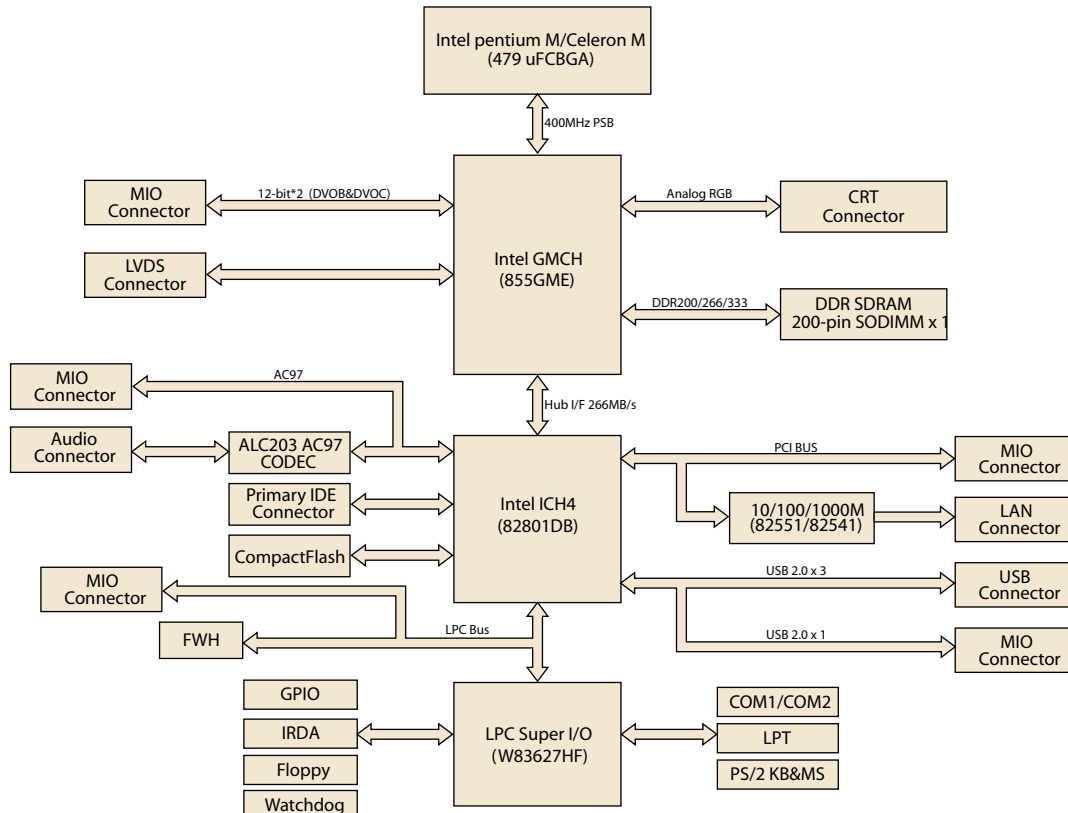 Intel pentium M/Celeron M
(479 uFCBGA)
400MHz PSB
MIO
Connector
12-bit*2 (DVOB&DVOC)
Analog RGB
CRT
Connector
Intel GMCH
(855GME)
LVDS
Connector
DDR200/266/333
DDR SDRAM
200-pin SODIMM x 1
MIO
Connector
AC97
Hub I/F 266MB/s
Audio
Connector
ALC203 AC97
CODEC
PCI BUS
MIO
Connector
Primary IDE
Connector
Intel ICH4
(82801DB)
10/100/1000M
(82551/82541)
LAN
Connector
CompactFlash
MIO
Connector
USB 2.0 x 3
USB
Connector
FWH
LPC Bus
USB 2.0 x 1
MIO
Connector
GPIO
IRDA
Floppy
Watchdog
LPC Super I/O
(W83627HF)
COM1/COM2
LPT
PS/2 KB&MS